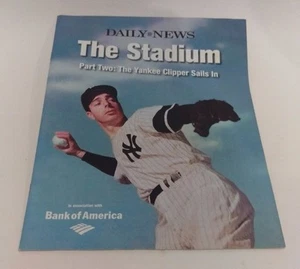 DAILY NEWS
The Stadium
Part Two: The Yankee Clipper Sails In
In association with
Bank of America